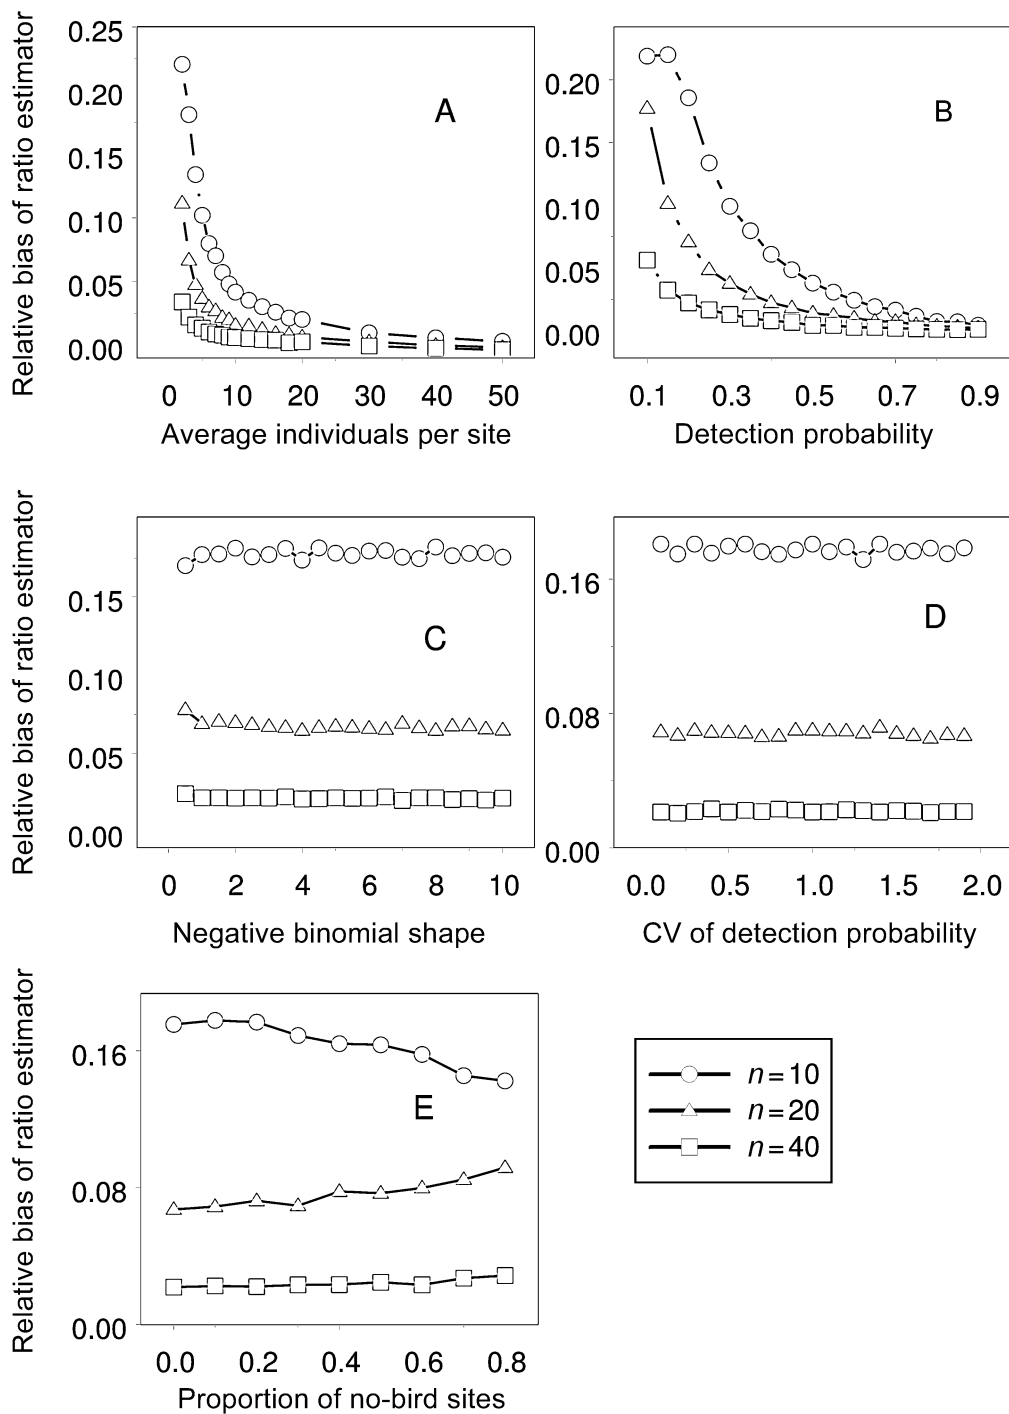 Relative bias of ratio estimator
0.25
0.20
0.15
0.10
0.05
0.00
A
0 10 20 30 40 50
Average individuals per site
0.20
0.15
0.10
0.05
0.00
B
0.1 0.3 0.5 0.7 0.9
Detection probability
Relative bias of ratio estimator
0.15
0.10
0.05
0.00
C
0 2 4 6 8 10
Negative binomial shape
0.16
0.08
0.00
D
0.0 0.5 1.0 1.5 2.0
CV of detection probability
Relative bias of ratio estimator
0.16
0.08
0.00
E
0.0 0.2 0.4 0.6 0.8
Proportion of no-bird sites
n=10
n=20
n=40